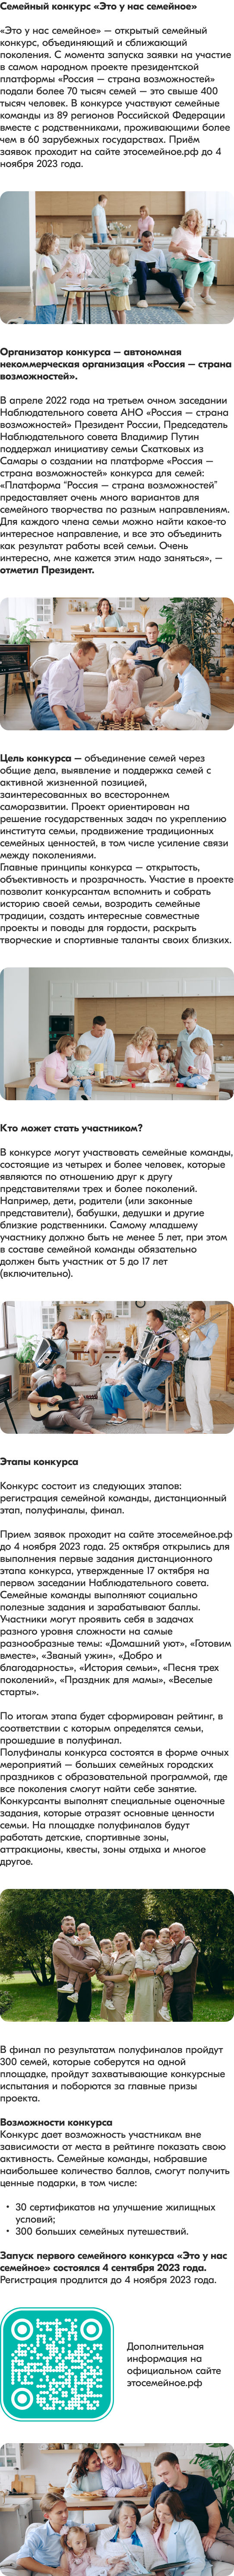 Семейный конкурс «Это у нас семейное»
«Это у нас семейное» – открытый семейный
конкурс, объединяющий и сближающий
поколения. С момента запуска заявки на участие
в самом народном проекте президентской
платформы «Россия – страна возможностей»
подали более 70 тысяч семей – это свыше 400
тысяч человек. В конкурсе участвуют семейные
команды из 89 регионов Российской Федерации
вместе с родственниками, проживающими более
чем в 60 зарубежных государствах. Приём
заявок проходит на сайте этосемейное.рф до 4
ноября 2023 года.
Организатор конкурса – автономная
некоммерческая организация «Россия – страна
возможностей».
В апреле 2022 года на третьем очном заседании
Наблюдательного совета АНО «Россия – страна
возможностей» Президент России, Председатель
Наблюдательного совета Владимир Путин
поддержал инициативу семьи Скатковых из
Самары о создании на платформе «Россия –
страна возможностей» конкурса для семей:
«Платформа “Россия – страна возможностей”
предоставляет очень много вариантов для
семейного творчества по разным направлениям.
Для каждого члена семьи можно найти какое-то
интересное направление, и все это объединить
как результат работы всей семьи. Очень
интересно, мне кажется этим надо заняться», –
отметил Президент.
Цель конкурса – объединение семей через
общие дела, выявление и поддержка семей с
активной жизненной позицией,
заинтересованных во всестороннем
саморазвитии. Проект ориентирован на
решение государственных задач по укреплению
института семьи, продвижение традиционных
семейных ценностей, в том числе усиление связи
между поколениями.
Главные принципы конкурса – открытость,
объективность и прозрачность. Участие в проекте
позволит конкурсантам вспомнить и собрать
историю своей семьи, возродить семейные
традиции, создать интересные совместные
проекты и поводы для гордости, раскрыть
творческие и спортивные таланты своих близких.
Кто может стать участником?
В конкурсе могут участвовать семейные команды,
состоящие из четырех и более человек, которые
являются по отношению друг к другу
представителями трех и более поколений.
Например, дети, родители (или законные
представители), бабушки, дедушки и другие
близкие родственники. Самому младшему
участнику должно быть не менее 5 лет, при этом
в составе семейной команды обязательно
должен быть участник от 5 до 17 лет
(включительно).
Этапы конкурса
Конкурс состоит из следующих этапов:
регистрация семейной команды, дистанционный
этап, полуфиналы, финал.
Прием заявок проходит на сайте этосемейное.рф
до 4 ноября 2023 года. 25 октября открылись для
выполнения первые задания дистанционного
этапа конкурса, утвержденные 17 октября на
первом заседании Наблюдательного совета.
Семейные команды выполняют социально
полезные задания и зарабатывают баллы.
Участники могут проявить себя в задачах
разного уровня сложности на самые
разнообразные темы: «Домашний уют», «Готовим
вместе», «Званый ужин», «Добро и
благодарность», «История семьи», «Песня трех
поколений», «Праздник для мамы», «Веселые
старты».
По итогам этапа будет сформирован рейтинг, в
соответствии с которым определятся семьи,
прошедшие в полуфинал.
Полуфиналы конкурса состоятся в форме очных
мероприятий – больших семейных городских
праздников с образовательной программой, где
все поколения смогут найти себе занятие.
Конкурсанты выполнят специальные оценочные
задания, которые отразят основные ценности
семьи. На площадке полуфиналов будут
работать детские, спортивные зоны,
аттракционы, квесты, зоны отдыха и многое
другое.
В финал по результатам полуфиналов пройдут
300 семей, которые соберутся на одной
площадке, пройдут захватывающие конкурсные
испытания и поборются за главные призы
проекта.
Возможности конкурса
Конкурс дает возможность участникам вне
зависимости от места в рейтинге показать свою
активность. Семейные команды, набравшие
наибольшее количество баллов, смогут получить
ценные подарки, в том числе:
• 30 сертификатов на улучшение жилищных
условий;
• 300 больших семейных путешествий.
Запуск первого семейного конкурса «Это у нас
семейное» состоялся 4 сентября 2023 года.
Регистрация продлится до 4 ноября 2023 года.
Дополнительная
информация на
официальном сайте
этосемейное.рф